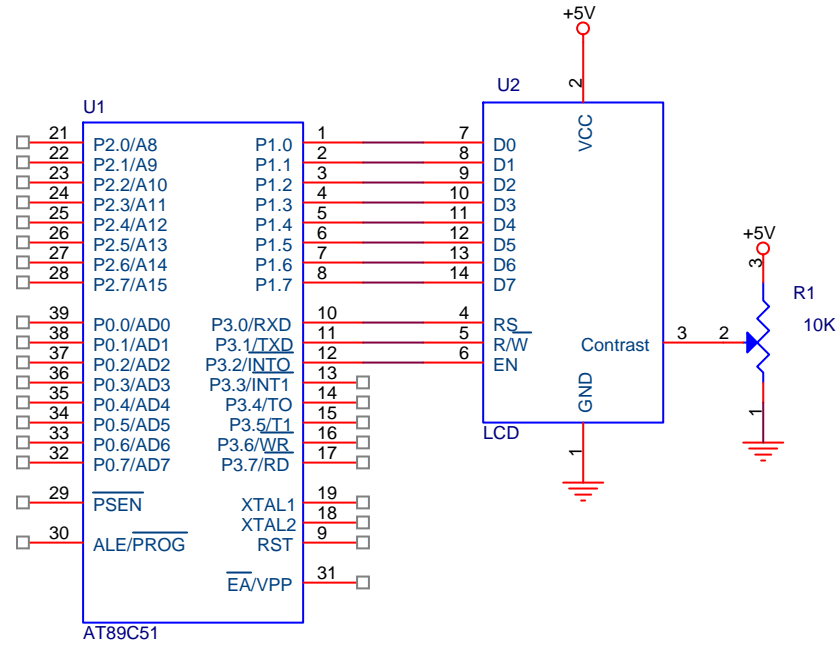 +5V
U2
2
VCC
U1
21 P2.0/A8 P1.0 1 7 D0
22 P2.1/A9 P1.1 2 8 D1
23 P2.2/A10 P1.2 3 9 D2
24 P2.3/A11 P1.3 4 10 D3
25 P2.4/A12 P1.4 5 11 D4
26 P2.5/A13 P1.5 6 12 D5
27 P2.6/A14 P1.6 7 13 D6
28 P2.7/A15 P1.7 8 14 D7
+5V
3
R1
10K
39 P0.0/AD0 P3.0/RXD 10 4 RS
38 P0.1/AD1 P3.1/TXD 11 5 R/W Contrast 3 2
37 P0.2/AD2 P3.2/INTO 12 6 EN
36 P0.3/AD3 P3.3/INT1 13
35 P0.4/AD4 P3.4/TO 14
34 P0.5/AD5 P3.5/T1 15
33 P0.6/AD6 P3.6/WR 16
32 P0.7/AD7 P3.7/RD 17
GND
1
LCD
1
29 PSEN XTAL1 19
XTAL2 18
30 ALE/PROG RST 9
EA/VPP 31
AT89C51